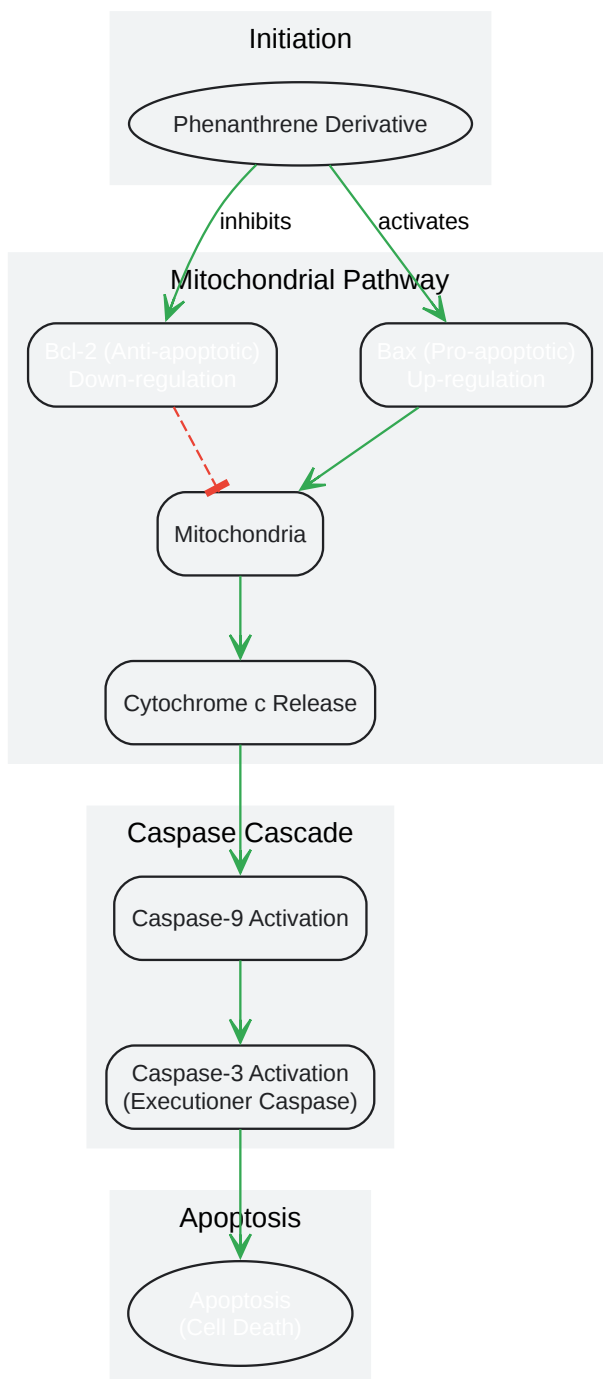 Initiation
Phenanthrene Derivative
inhibits
activates
Mitochondrial Pathway
Bcl-2 (Anti-apoptotic)
Down-regulation
Bax (Pro-apoptotic)
Up-regulation
Mitochondria
Cytochrome c Release
Caspase Cascade
Caspase-9 Activation
Caspase-3 Activation
(Executioner Caspase)
Apoptosis
Apoptosis
(Cell Death)